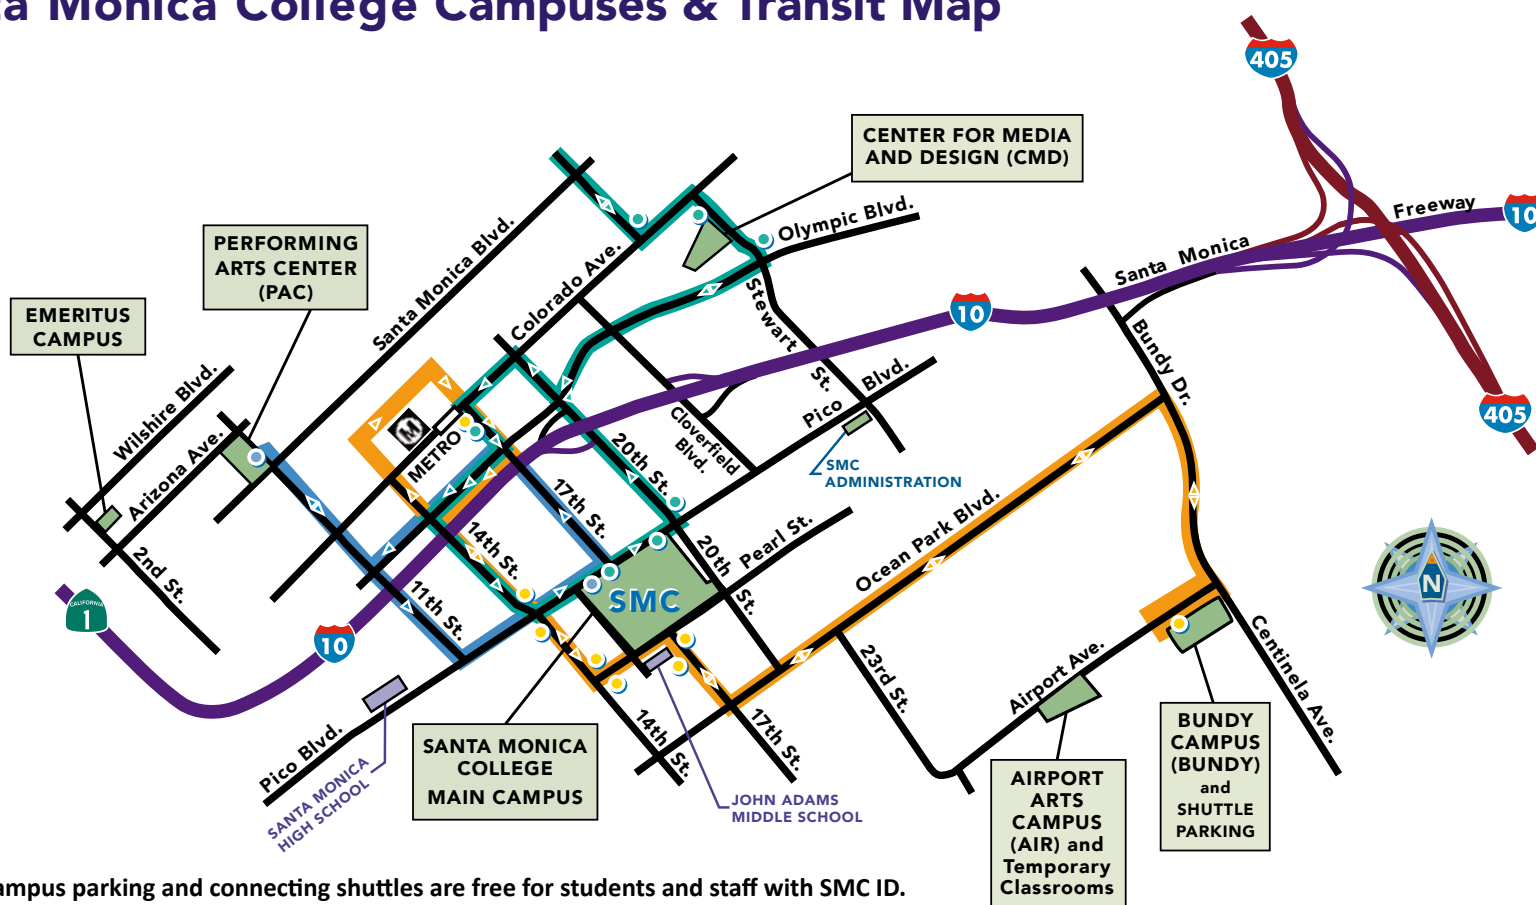 ta Monica College Campuses & Transit Map
405
CENTER FOR MEDIA
AND DESIGN (CMD)
Freeway
10
Olympic Blvd.
PERFORMING
ARTS CENTER
(PAC)
Santa Monica Blvd.
Colorado Ave.
Santa Monica
10
Stewart
St.
EMERITUS
CAMPUS
Bundy Dr.
Wilshire Blvd.
Pico Blvd.
405
Arizona Ave.
M
METRO
Cloverfield
Blvd.
20th St.
SMC
ADMINISTRATION
17th St.
14th St.
Pearl St.
Ocean Park Blvd.
20th
St.
2nd St.
11th St.
SMC
N
CALIFORNIA
1
10
Centinela Ave.
23rd St.
Airport Ave.
Pico Blvd.
14th St.
17th St.
SANTA MONICA
HIGH SCHOOL
SANTA MONICA
COLLEGE
MAIN CAMPUS
JOHN ADAMS
MIDDLE SCHOOL
BUNDY
CAMPUS
(BUNDY)
and
SHUTTLE
PARKING
AIRPORT
ARTS
CAMPUS
(AIR) and
Temporary
Classrooms
ampus parking and connecting shuttles are free for students and staff with SMC ID.